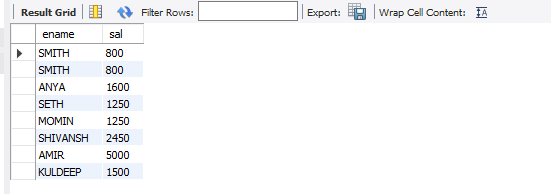 Result Grid Filter Rows: Export: Wrap Cell Content:
ename sal
SMITH 800
SMITH 800
ANYA 1600
SETH 1250
MOMIN 1250
SHIVANSH 2450
AMIR 5000
KULDEEP 1500